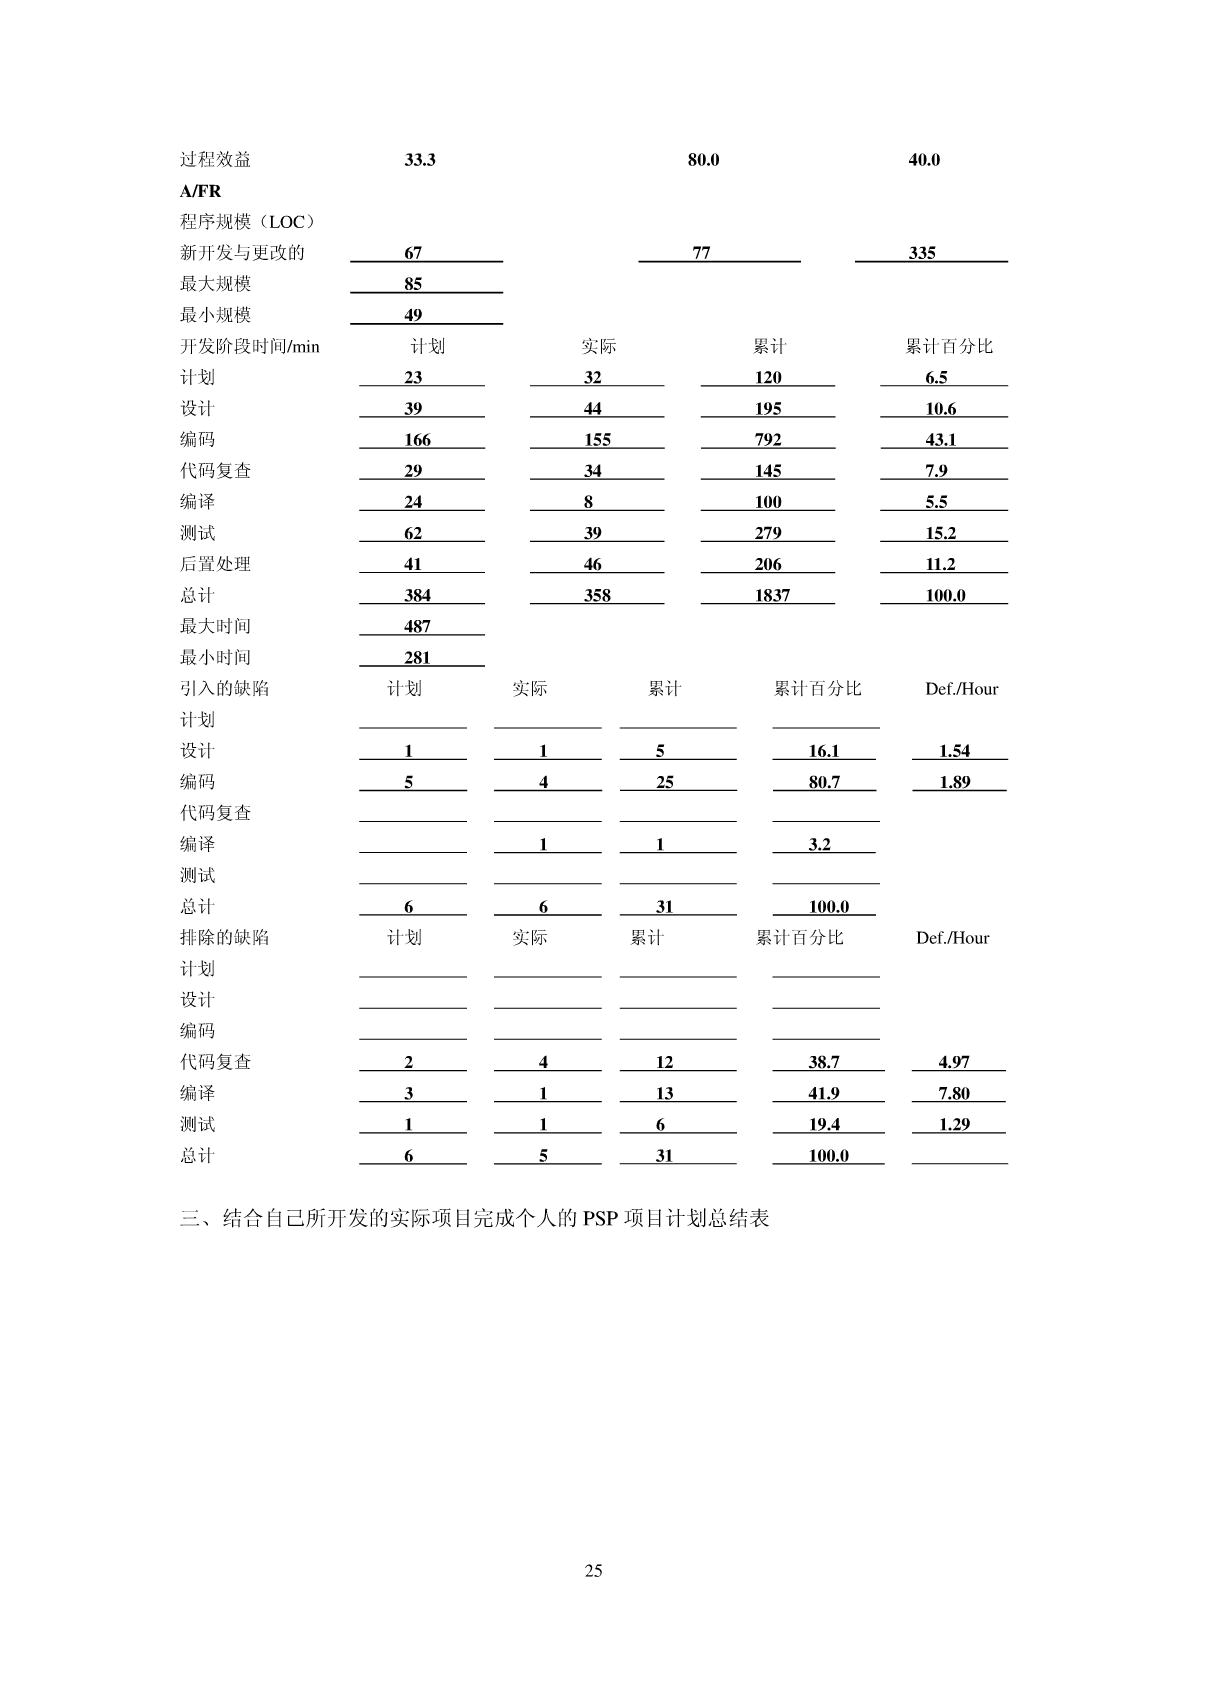 过程效益 33.3 80.0 40.0
A/FR
程序规模（LOC）
新开发与更改的 67 77 335
最大规模 85
最小规模 49
开发阶段时间/min 计划 实际 累计 累计百分比
计划 23 32 120 6.5
设计 39 44 195 10.6
编码 166 155 792 43.1
代码复查 29 34 145 7.9
编译 24 8 100 5.5
测试 62 39 279 15.2
后置处理 41 46 206 11.2
总计 384 358 1837 100.0
最大时间 487
最小时间 281
引入的缺陷 计划 实际 累计 累计百分比 Def./Hour
计划
设计 1 1 5 16.1 1.54
编码 5 4 25 80.7 1.89
代码复查
编译 1 1 3.2
测试
总计 6 6 31 100.0
排除的缺陷 计划 实际 累计 累计百分比 Def./Hour
计划
设计
编码
代码复查 2 4 12 38.7 4.97
编译 3 1 13 41.9 7.80
测试 1 1 6 19.4 1.29
总计 6 5 31 100.0
三、结合自己所开发的实际项目完成个人的 PSP 项目计划总结表
25